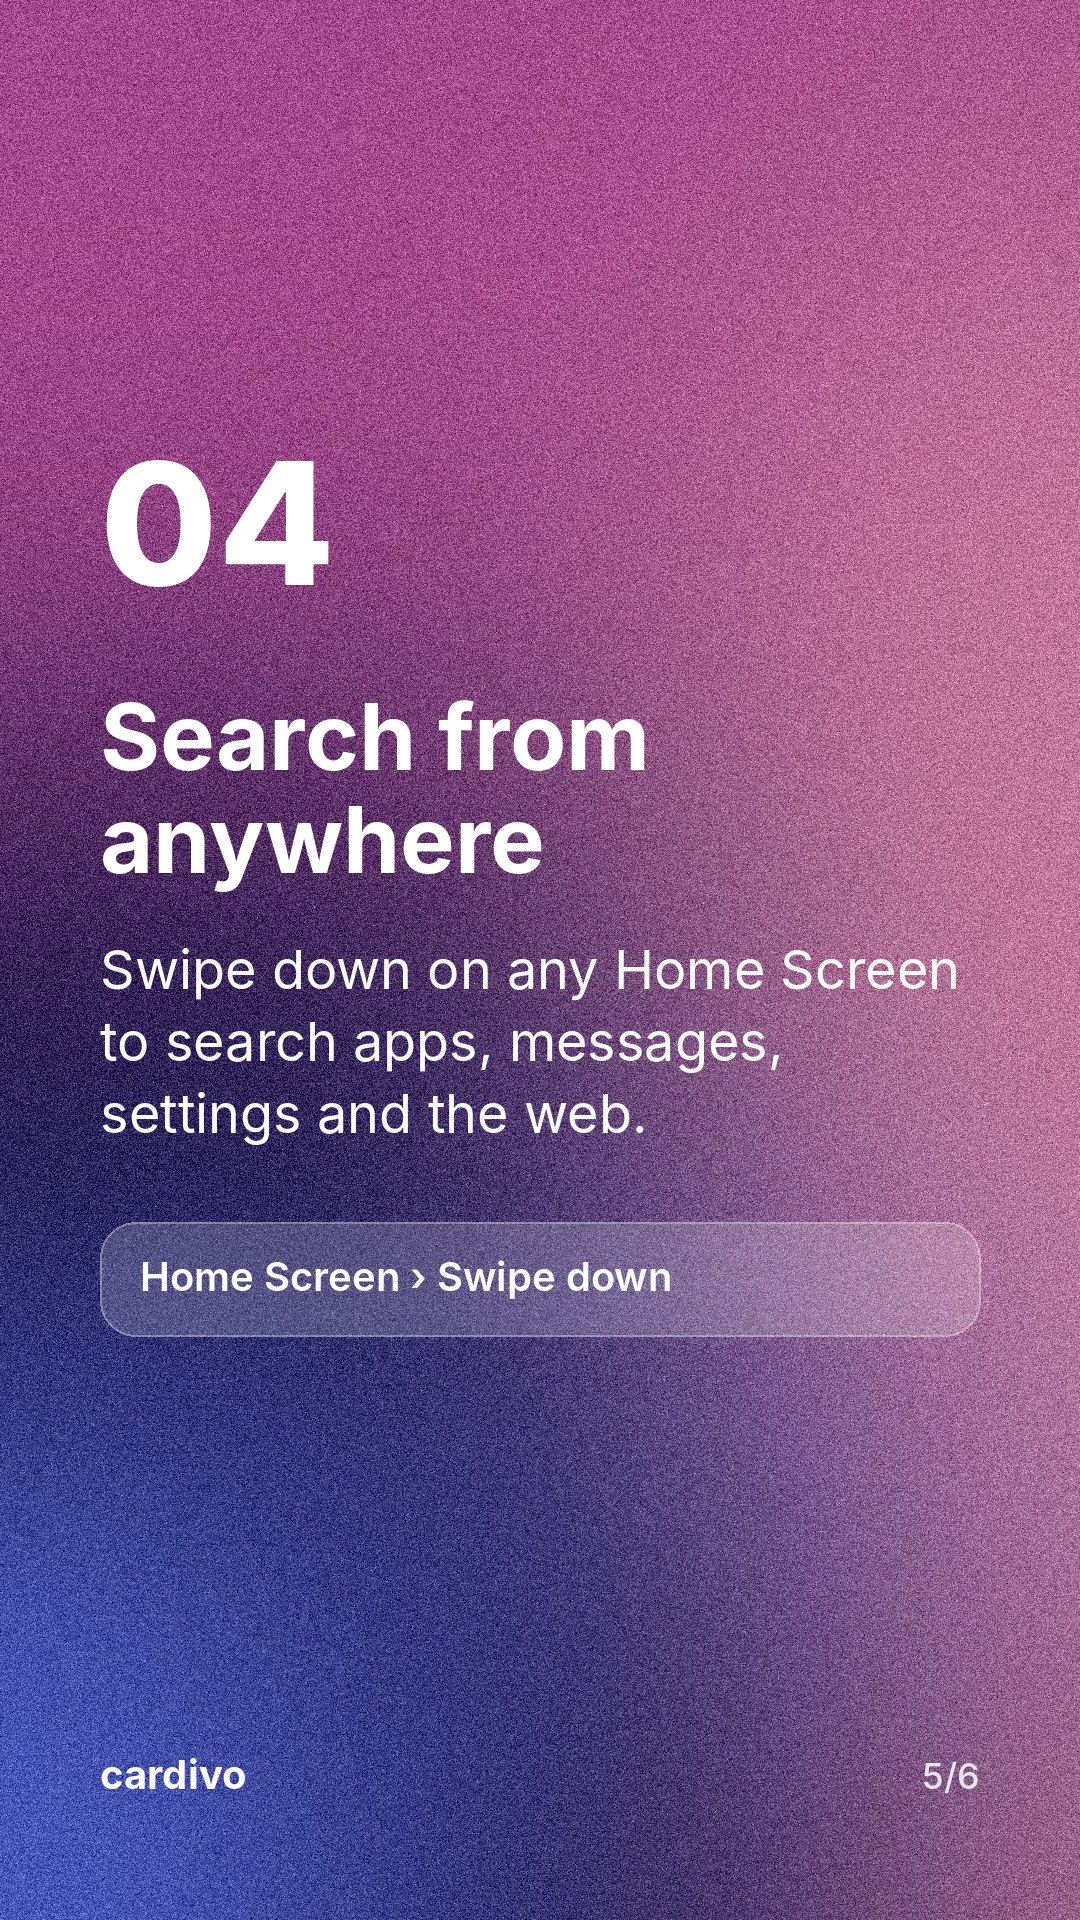 04
Search from
anywhere
Swipe down on any Home Screen
to search apps, messages,
settings and the web.
Home Screen › Swipe down
cardivo
5/6